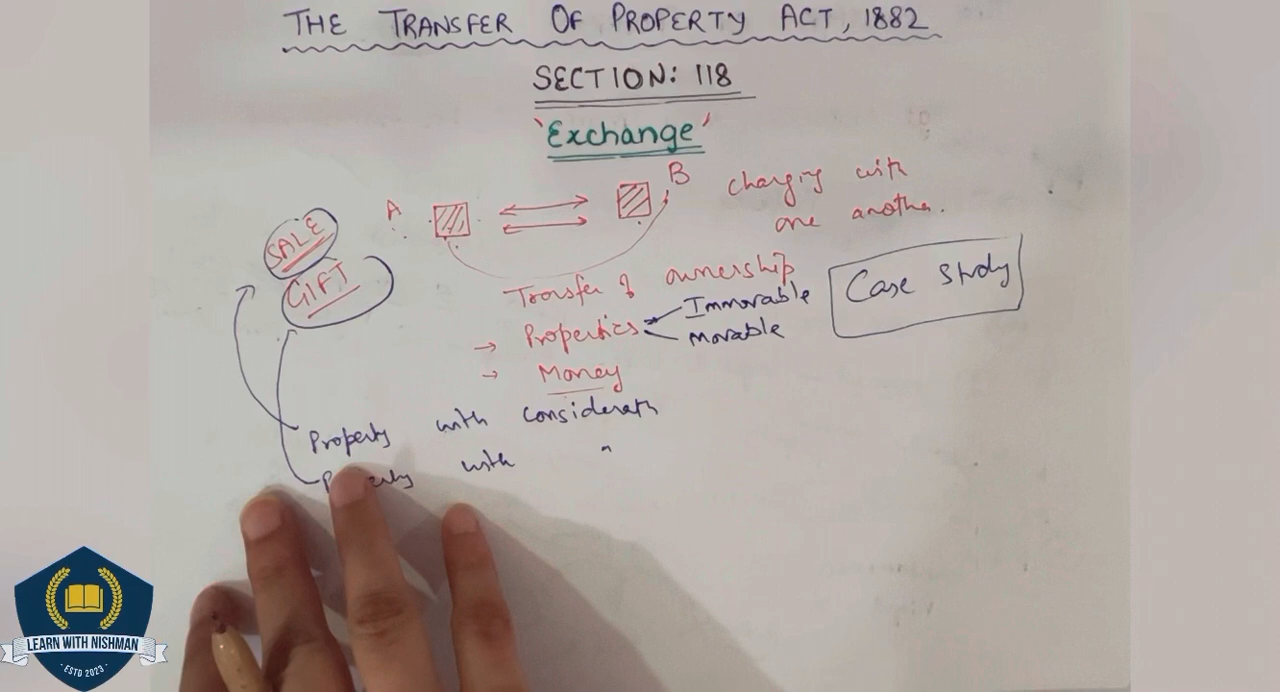 THE TRANSFER OF PROPERTY ACT, 1882
SECTION: 118
'Exchange'
A
B
Changing with
one another.
SALE
GIFT
Transfer of ownership
→ Properties
Immovable
Movable
→ Money
Case Study
Property with
with "
LEARN WITH NISHMAN
· ESTD 2023 ·